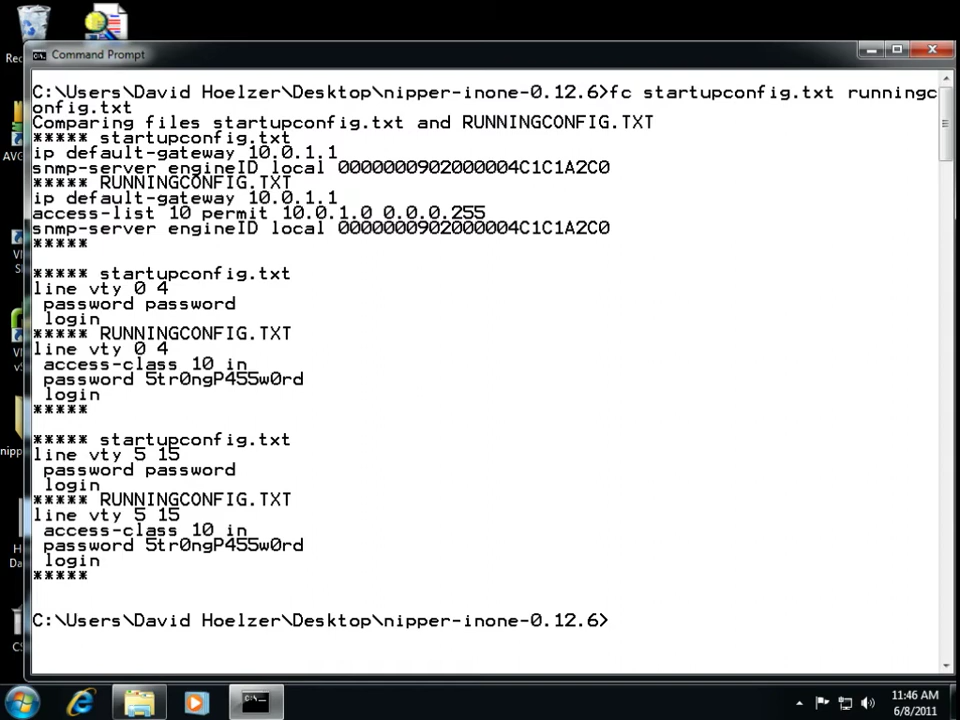 Command Prompt
Rec
C:\Users\David Hoelzer\Desktop\nipper-inone-0.12.6>fc startupconfig.txt runningc
onfig.txt
Comparing files startupconfig.txt and RUNNINGCONFIG.TXT
***** startupconfig.txt
ip default-gateway 10.0.1.1
snmp-server engineID local 0000000902000004C1C1A2C0
***** RUNNINGCONFIG.TXT
ip default-gateway 10.0.1.1
access-list 10 permit 10.0.1.0 0.0.0.255
snmp-server engineID local 0000000902000004C1C1A2C0
*****
***** startupconfig.txt
line vty 0 4
password password
login
***** RUNNINGCONFIG.TXT
line vty 0 4
access-class 10 in
password 5tr0ngP455w0rd
login
*****
***** startupconfig.txt
line vty 5 15
password password
login
***** RUNNINGCONFIG.TXT
line vty 5 15
access-class 10 in
password 5tr0ngP455w0rd
login
*****
C:\Users\David Hoelzer\Desktop\nipper-inone-0.12.6>
AVG
nipp
11:46 AM
6/8/2011